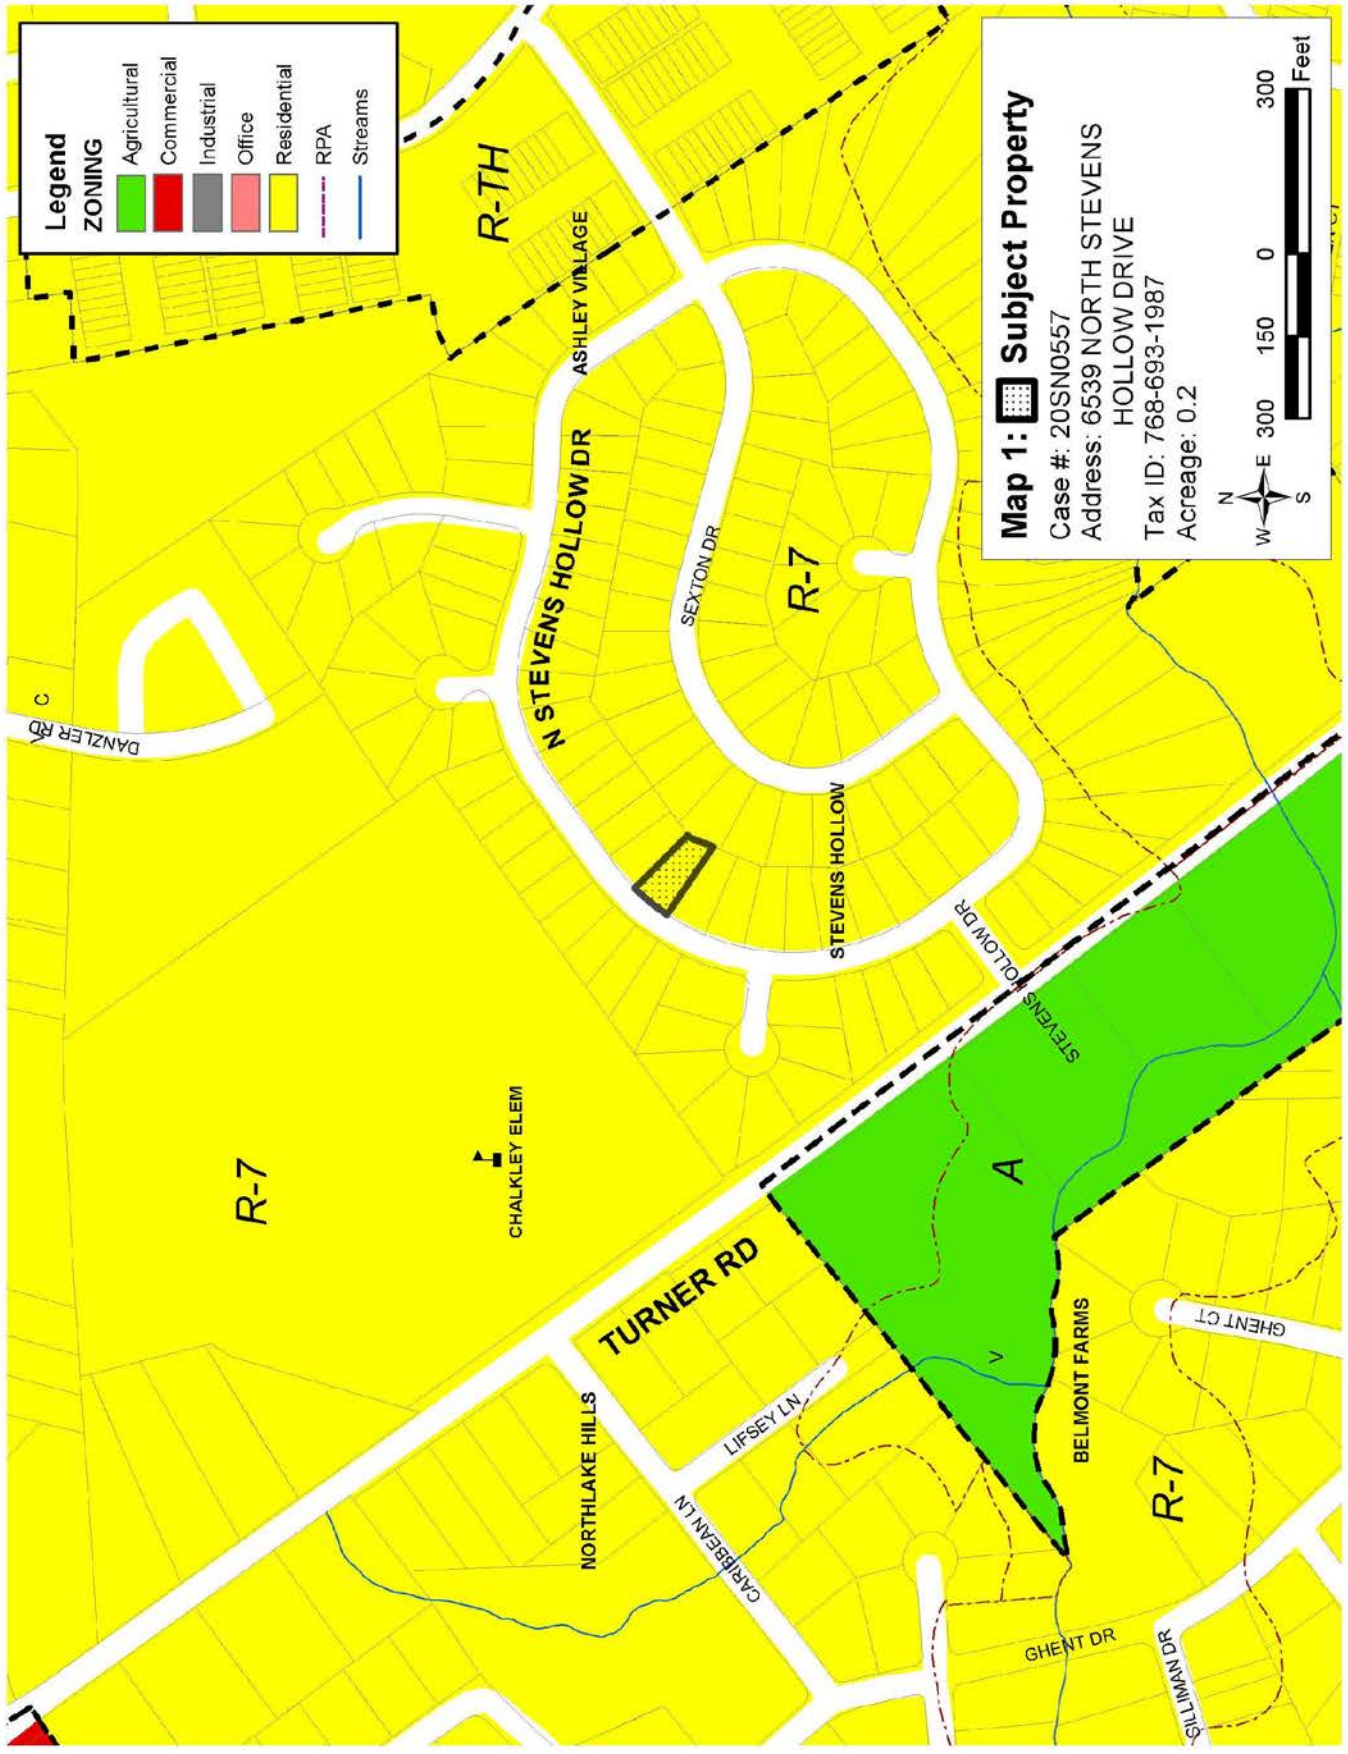 Legend
ZONING
Agricultural
Commercial
Industrial
Office
Residential
RPA
Streams
C
DANZLER RD
R-TH
ASHLEY VILLAGE
N STEVENS HOLLOW DR
SEXTON DR
R-7
STEVENS HOLLOW
STEVENS HOLLOW DR
R-7
CHALKLEY ELEM
TURNER RD
A
V
NORTHLAKE HILLS
LIFSEY LN
CARIBBEAN LN
BELMONT FARMS
GHENT CT
R-7
GHENT DR
SILLIMAN DR
Map 1: Subject Property
Case #: 20SN0557
Address: 6539 NORTH STEVENS
HOLLOW DRIVE
Tax ID: 768-693-1987
Acreage: 0.2
N
W E
S
300 150 0 300
Feet